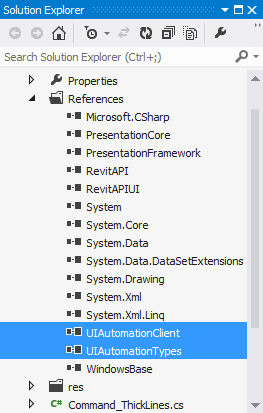 Solution Explorer
Search Solution Explorer (Ctrl+;)
Properties
References
Microsoft.CSharp
PresentationCore
PresentationFramework
RevitAPI
RevitAPIUI
System
System.Core
System.Data
System.Data.DataSetExtensions
System.Drawing
System.Xml
System.Xml.Linq
UIAutomationClient
UIAutomationTypes
WindowsBase
res
C# Command_ThickLines.cs